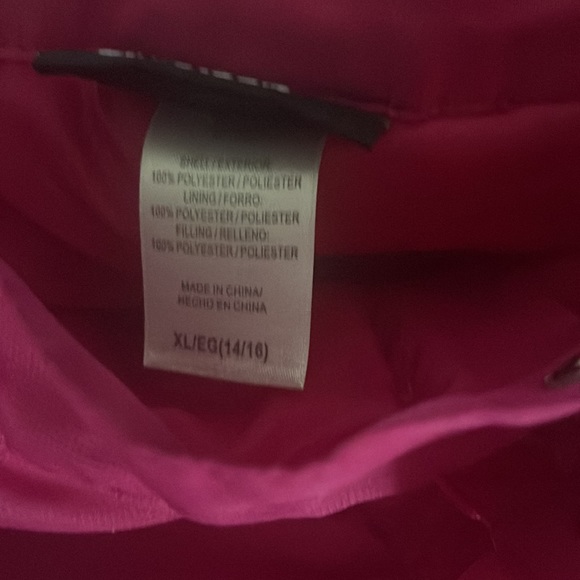 SHELL/EXTERIOR:
100% POLYESTER/POLIESTER
LINING/FORRO:
100% POLYESTER/POLIESTER
FILLING/RELLENO:
100% POLYESTER/POLIESTER
MADE IN CHINA/
HECHO EN CHINA
XL/EG(14/16)